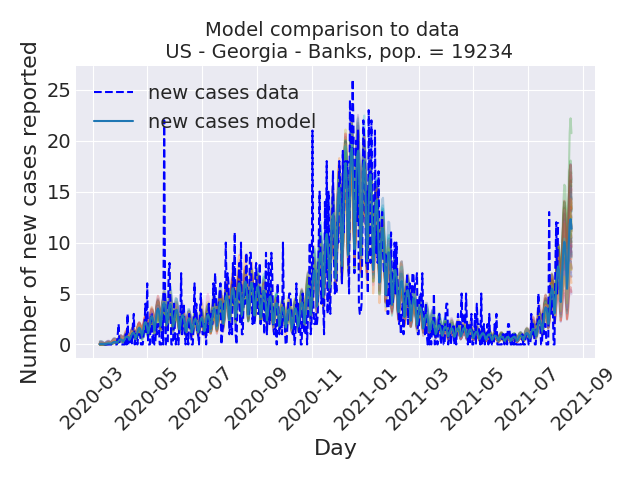 Model comparison to data
US - Georgia - Banks, pop. = 19234
Number of new cases reported
25
20
15
10
5
0
new cases data
new cases model
2020-03
2020-05
2020-07
2020-09
2020-11
2021-01
2021-03
2021-05
2021-07
2021-09
Day